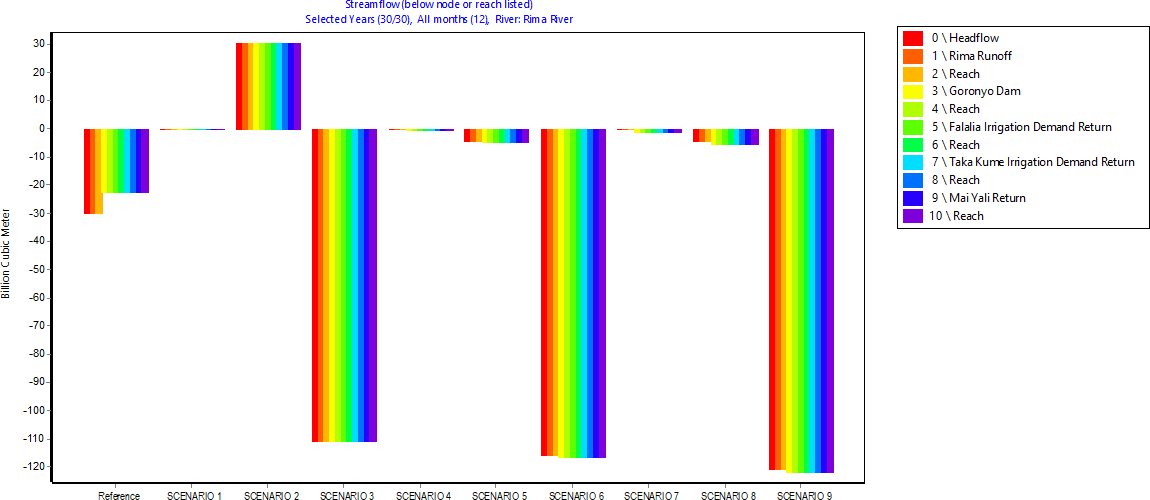 Streamflow (below node or reach listed)
Selected Years (30/30), All months (12), River: Rima River
Billion Cubic Meter
30
20
10
0
-10
-20
-30
-40
-50
-60
-70
-80
-90
-100
-110
-120
Reference SCENARIO 1 SCENARIO 2 SCENARIO 3 SCENARIO 4 SCENARIO 5 SCENARIO 6 SCENARIO 7 SCENARIO 8 SCENARIO 9
0 \ Headflow
1 \ Rima Runoff
2 \ Reach
3 \ Goronyo Dam
4 \ Reach
5 \ Falalia Irrigation Demand Return
6 \ Reach
7 \ Taka Kume Irrigation Demand Return
8 \ Reach
9 \ Mai Yali Return
10 \ Reach